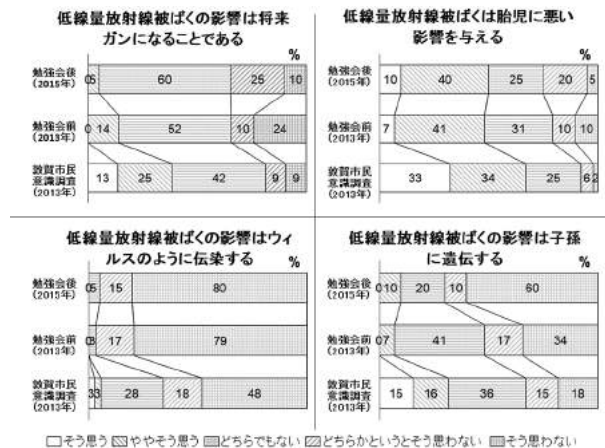 低線量放射線被ばくの影響は将来
ガンになることである
%
勉強会後
(2015年)
05 60 25 10
勉強会前
(2013年)
0 14 52 10 24
敦賀市民
意識調査
(2013年)
13 25 42 9 9
低線量放射線被ばくは胎児に悪い
影響を与える
%
勉強会後
(2015年)
10 40 25 20 5
勉強会前
(2013年)
7 41 31 10 10
敦賀市民
意識調査
(2013年)
33 34 25 6 2
低線量放射線被ばくの影響はウィ
ルスのように伝染する
%
勉強会後
(2015年)
05 15 80
勉強会前
(2013年)
03 17 79
敦賀市民
意識調査
(2013年)
33 28 18 48
低線量放射線被ばくの影響は子孫
に遺伝する
%
勉強会後
(2015年)
010 20 10 60
勉強会前
(2013年)
07 41 17 34
敦賀市民
意識調査
(2013年)
15 16 36 15 18
そう思う ややそう思う どちらでもない どちらかというとそう思わない そう思わない